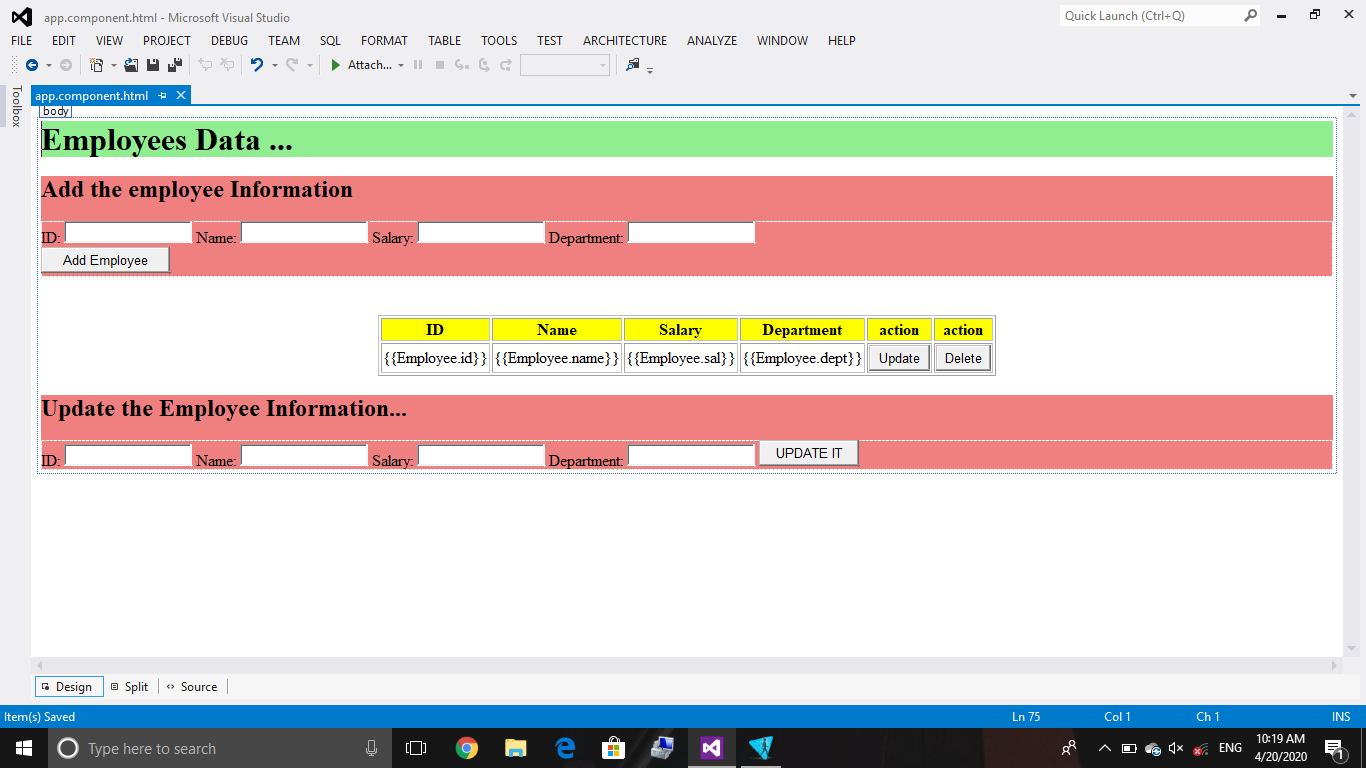 app.component.html - Microsoft Visual Studio
Quick Launch (Ctrl+Q)
FILE EDIT VIEW PROJECT DEBUG TEAM SQL FORMAT TABLE TOOLS TEST ARCHITECTURE ANALYZE WINDOW HELP
Attach...
Toolbox
app.component.html
body
Employees Data ...
Add the employee Information
ID: Name: Salary: Department:
Add Employee
ID Name Salary Department action action
{{Employee.id}} {{Employee.name}} {{Employee.sal}} {{Employee.dept}} Update Delete
Update the Employee Information...
ID: Name: Salary: Department: UPDATE IT
Design Split Source
Item(s) Saved Ln 75 Col 1 Ch 1 INS
Type here to search
ENG
10:19 AM
4/20/2020
1